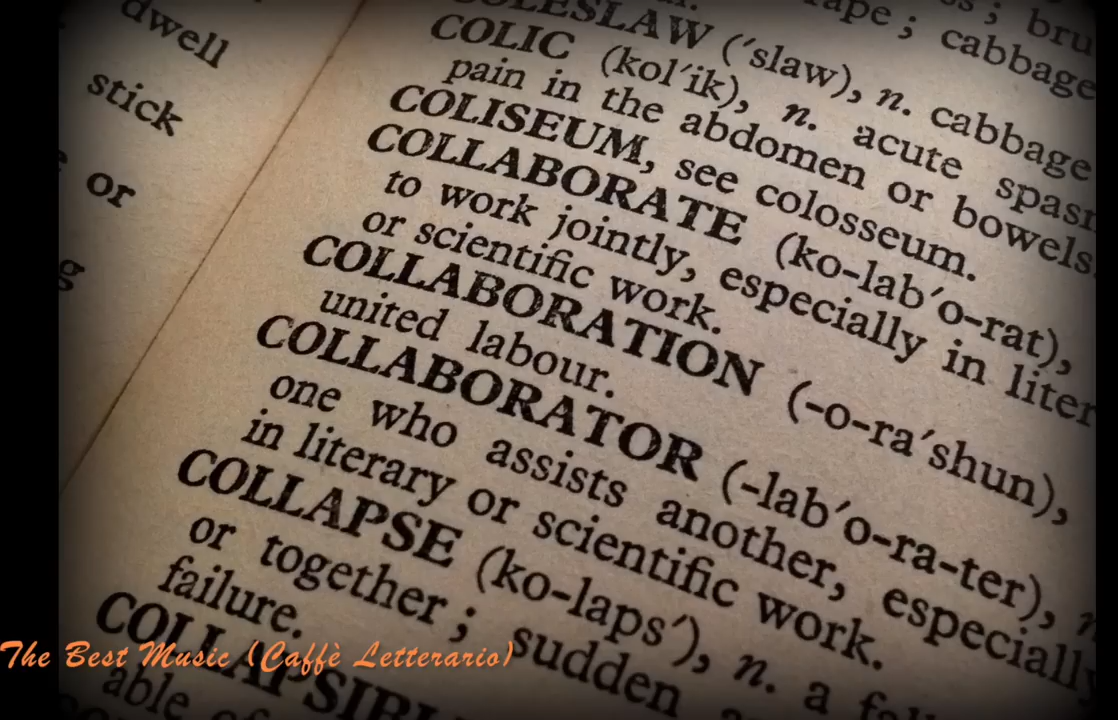 dwell
stick
or
g
COLESLAW ('slaw), n. cabbage
COLIC (kol'ik), n. acute
pain in the abdomen or bowels.
COLISEUM, see colosseum.
COLLABORATE (ko-lab'o-rat),
to work jointly, especially in liter
or scientific work.
COLLABORATION (-o-ra'shun),
united labour.
COLLABORATOR (-lab'o-ra-ter), n
one who assists another, especially
in literary or scientific work.
COLLAPSE (ko-laps'), n. a
or together; sudden
failure.
COLLAPSIBL
able of
The Best Music (Caffè Letterario)